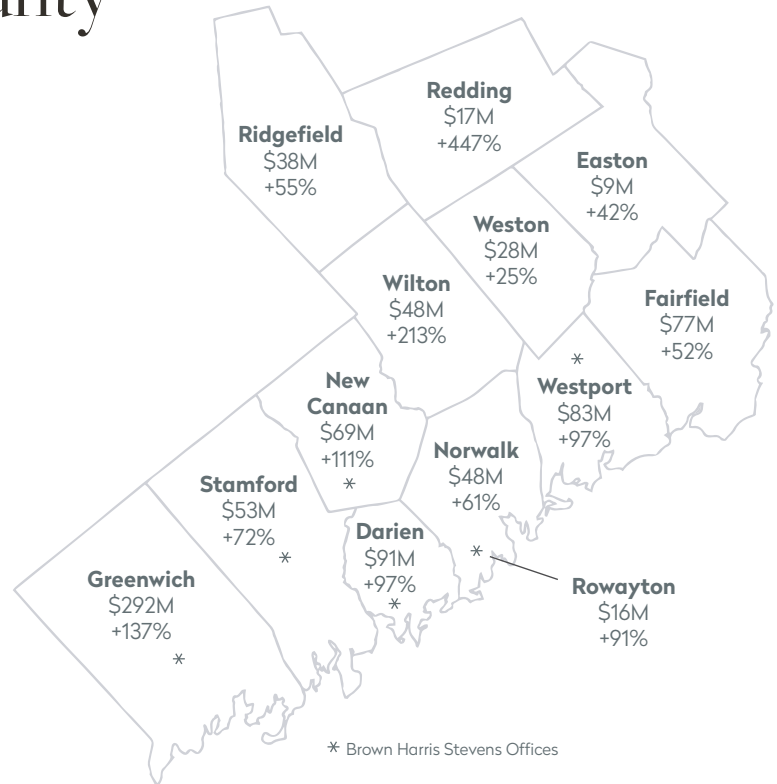 Redding
$17M
+447%
Ridgefield
$38M
+55%
Easton
$9M
+42%
Weston
$28M
+25%
Wilton
$48M
+213%
Fairfield
$77M
+52%
* Westport
$83M
+97%
New
Canaan
$69M
+111%
*
Norwalk
$48M
+61%
*
Stamford
$53M
+72%
*
Darien
$91M
+97%
*
Greenwich
$292M
+137%
*
Rowayton
$16M
+91%
* Brown Harris Stevens Offices